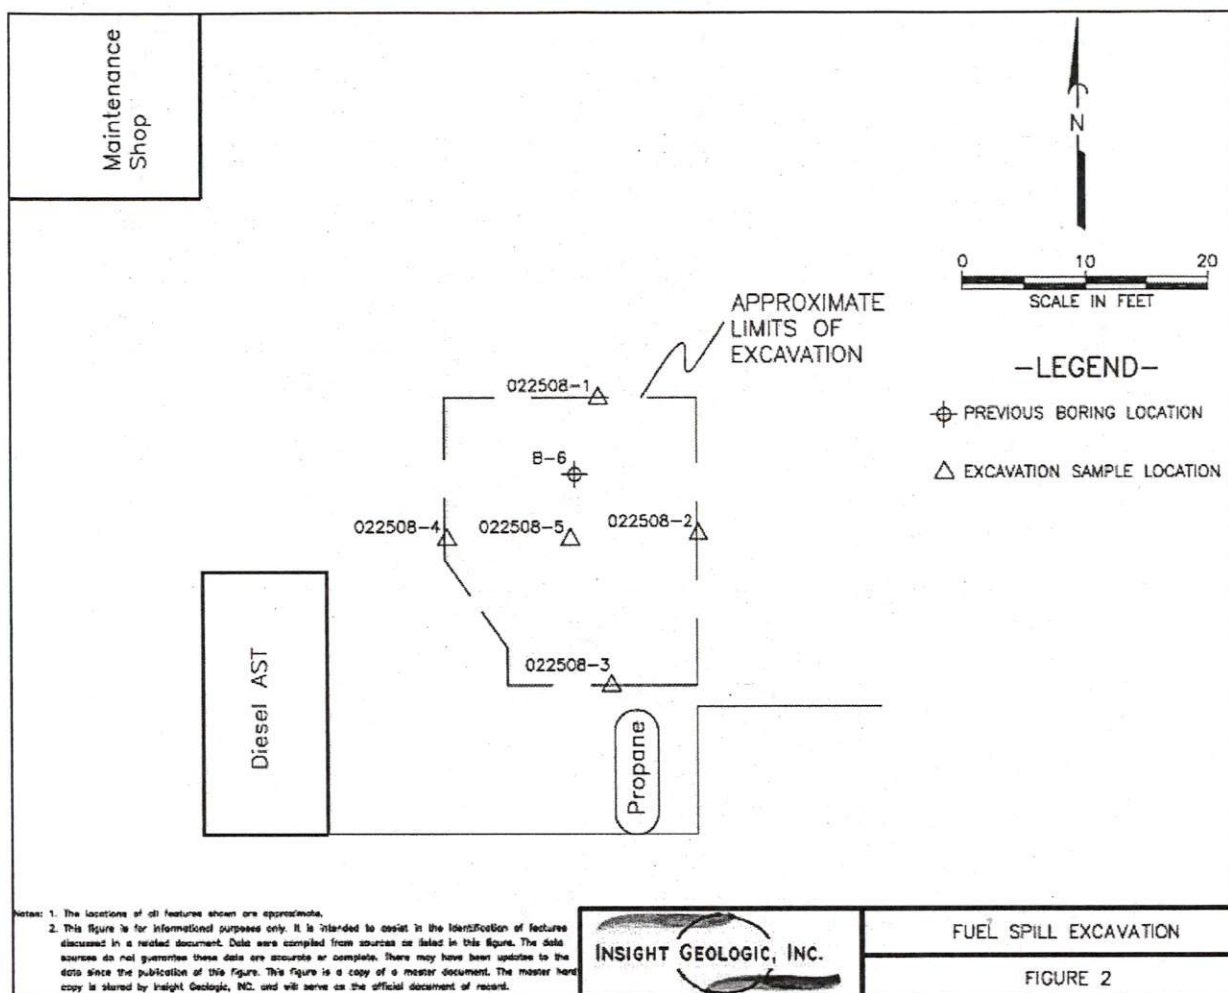 Maintenance
Shop
N
0 10 20
SCALE IN FEET
APPROXIMATE
LIMITS OF
EXCAVATION
-LEGEND-
PREVIOUS BORING LOCATION
EXCAVATION SAMPLE LOCATION
022508-1
B-6
022508-4
022508-5
022508-2
022508-3
Diesel AST
Propane
Notes: 1. The locations of all features shown are approximate.
2. This figure is for informational purposes only. It is intended to assist in the identification of features
discussed in a related document. Data were compiled from sources as listed in this figure. The data
sources do not guarantee these data are accurate or complete. There may have been updates to the
data since the publication of this figure. This figure is a copy of a master document. The master hard
copy is stored by Insight Geologic, INC. and will serve as the official document of record.
INSIGHT GEOLOGIC, INC.
FUEL SPILL EXCAVATION
FIGURE 2